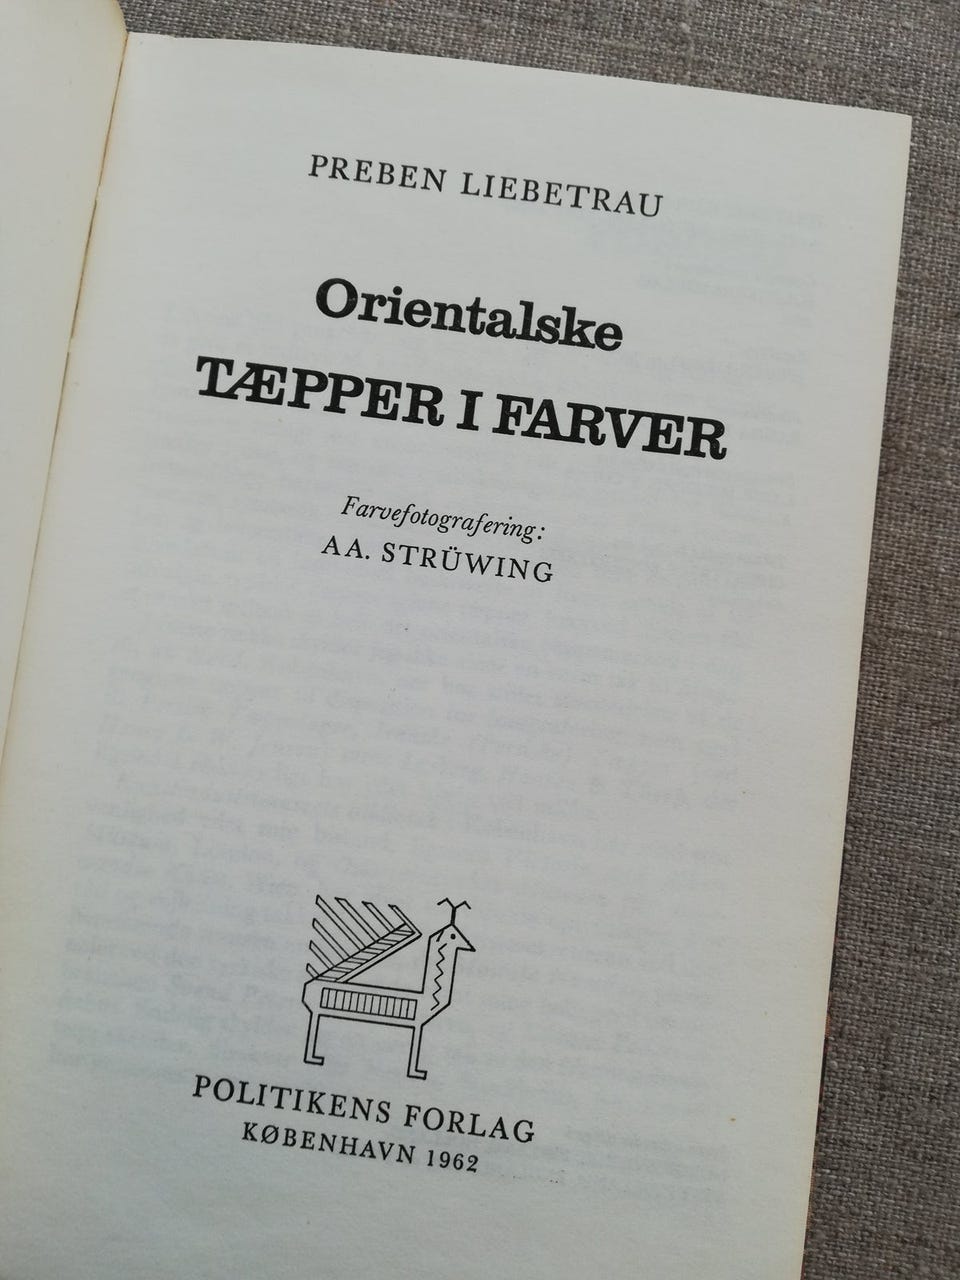 PREBEN LIEBETRAU
Orientalske
TÆPPER I FARVER
Farvefotografering:
AA. STRÜWING
POLITIKENS FORLAG
KØBENHAVN 1962